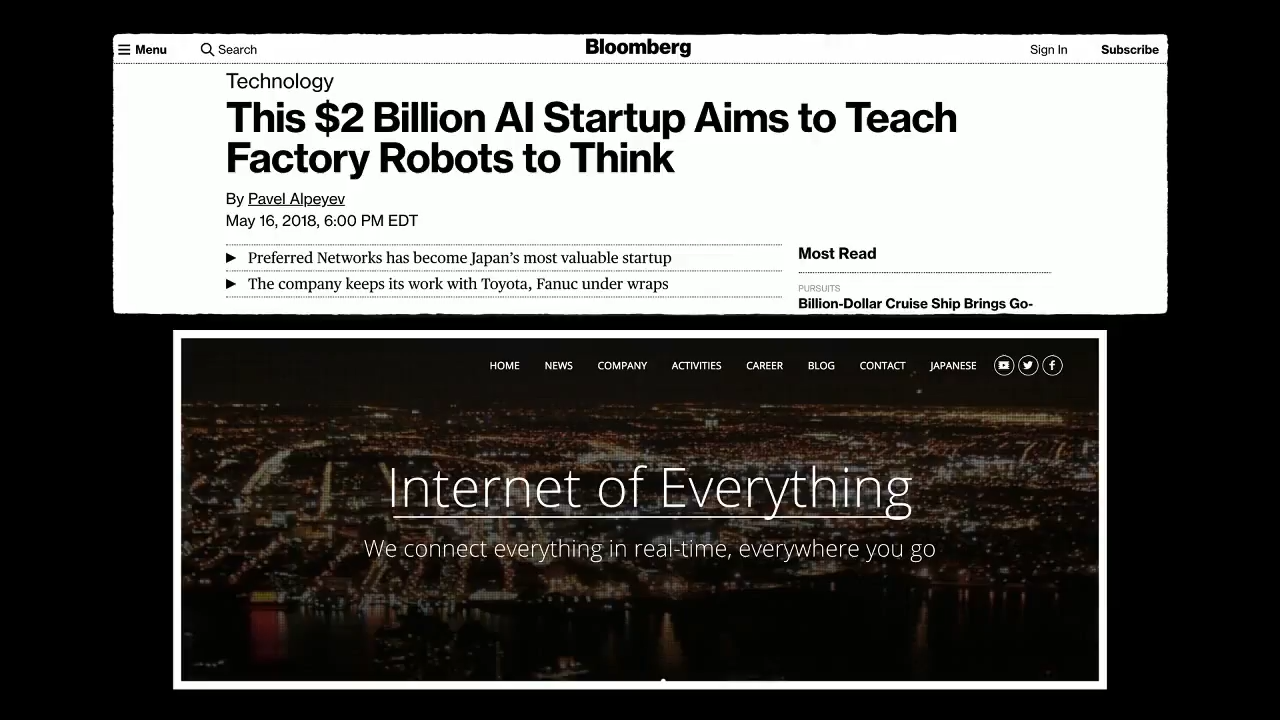 Menu Search Bloomberg Sign In Subscribe
Technology
This $2 Billion AI Startup Aims to Teach
Factory Robots to Think
By Pavel Alpeyev
May 16, 2018, 6:00 PM EDT
▶ Preferred Networks has become Japan’s most valuable startup
▶ The company keeps its work with Toyota, Fanuc under wraps
Most Read
PURSUITS
Billion-Dollar Cruise Ship Brings Go-
HOME NEWS COMPANY ACTIVITIES CAREER BLOG CONTACT JAPANESE
Internet of Everything
We connect everything in real-time, everywhere you go